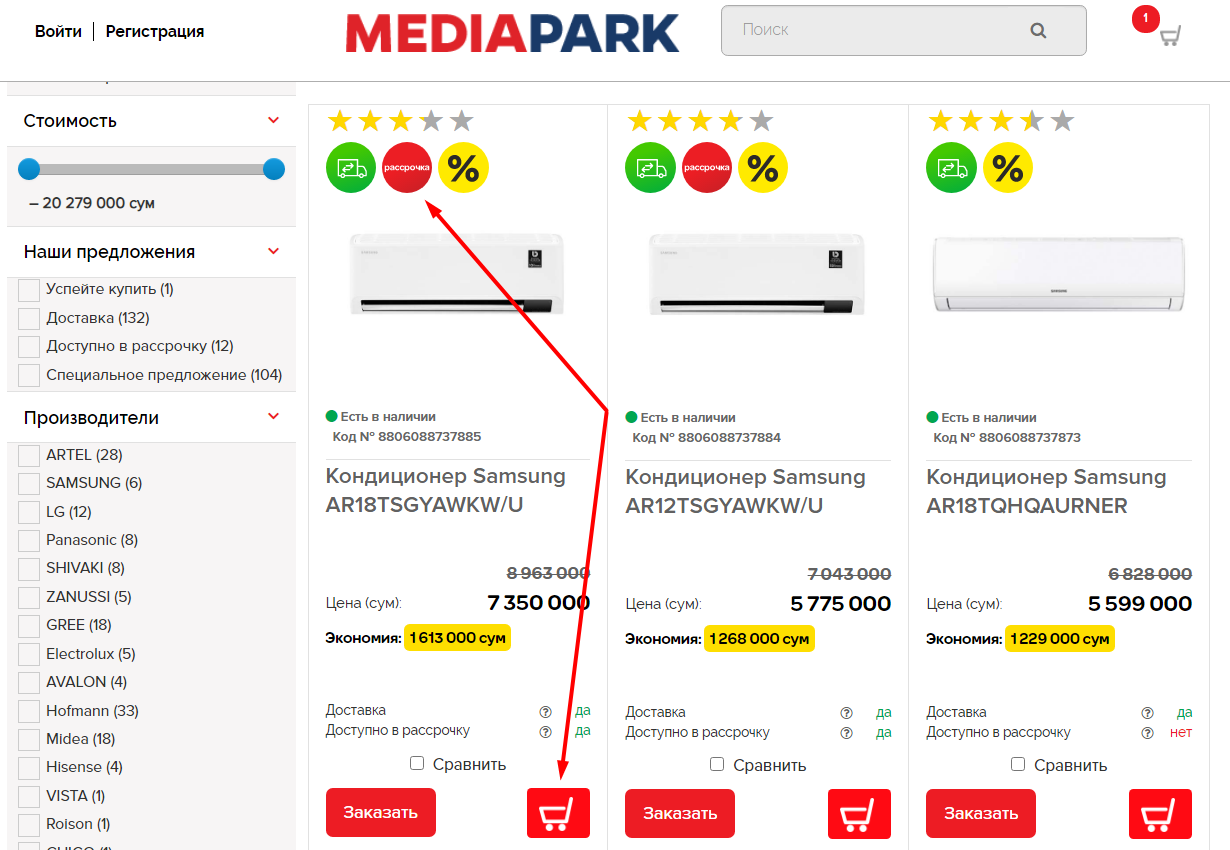 Войти
Регистрация
MEDIAPARK
Поиск
1
Стоимость
– 20 279 000 сум
Наши предложения
Успейте купить (1)
Доставка (132)
Доступно в рассрочку (12)
Специальное предложение (104)
Производители
ARTEL (28)
SAMSUNG (6)
LG (12)
Panasonic (8)
SHIVAKI (8)
ZANUSSI (5)
GREE (18)
Electrolux (5)
AVALON (4)
Hofmann (33)
Midea (18)
Hisense (4)
VISTA (1)
Roison (1)
рассрочка
%
Есть в наличии
Код № 8806088737885
Кондиционер Samsung
AR18TSGYAWKW/U
8 963 000
Цена (сум): 7 350 000
Экономия: 1 613 000 сум
Доставка ? да
Доступно в рассрочку ? да
Сравнить
Заказать
рассрочка
%
Есть в наличии
Код № 8806088737884
Кондиционер Samsung
AR12TSGYAWKW/U
7 043 000
Цена (сум): 5 775 000
Экономия: 1 268 000 сум
Доставка ? да
Доступно в рассрочку ? да
Сравнить
Заказать
%
SAMSUNG
Есть в наличии
Код № 8806088737873
Кондиционер Samsung
AR18TQHQAURNER
6 828 000
Цена (сум): 5 599 000
Экономия: 1 229 000 сум
Доставка ? да
Доступно в рассрочку ? нет
Сравнить
Заказать